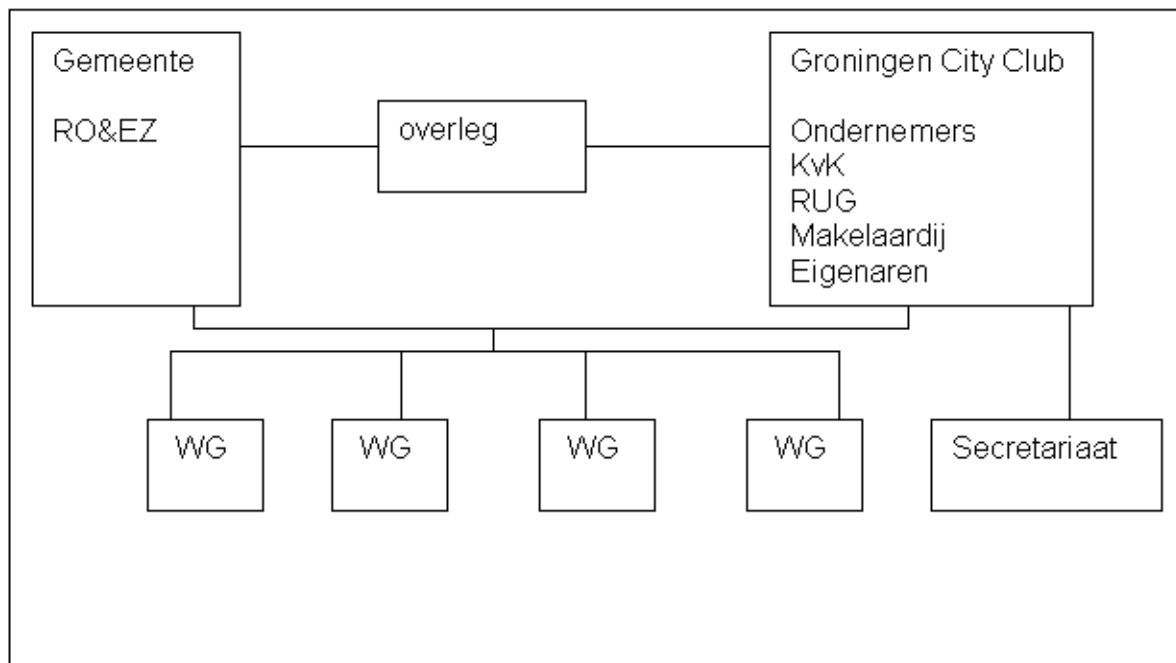 Gemeente
RO&EZ
overleg
Groningen City Club
Ondernemers
KvK
RUG
Makelaardij
Eigenaren
WG
WG
WG
WG
Secretariaat